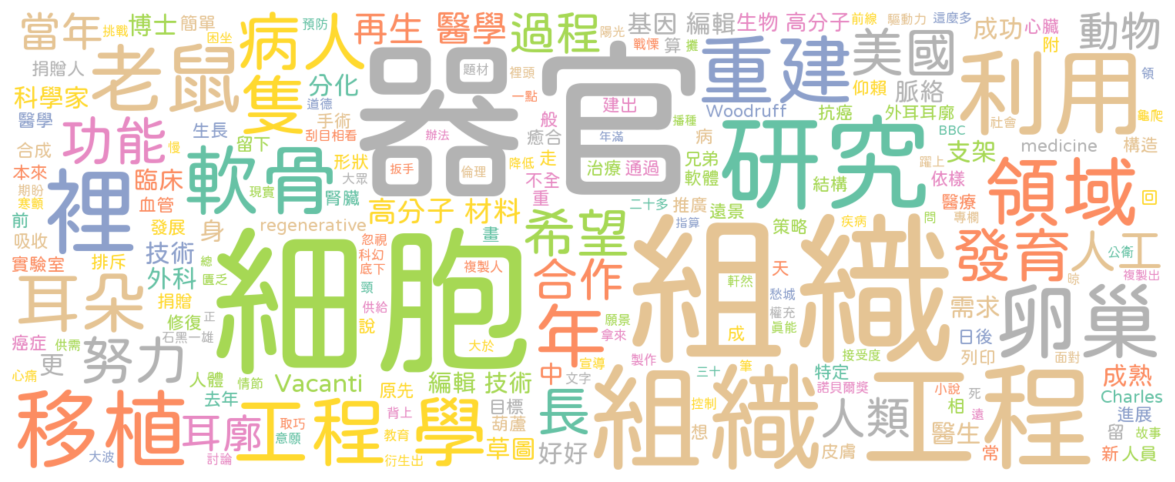 器官
細胞
組織
組織工程
研究
利用
工程學
移植
領域
重建
老鼠
病人
隻
裡
軟骨
功能
耳朵
努力
卵巢
人類
發育
人工
美國
動物
希望
合作
年
長
耳廓
過程
再生 醫學
當年
博士
簡單
挑戰
困坐
預防
陽光
基因 編輯
生物 高分子
前線
驅動力
這麼多
成功
心臟
附
捐贈人
科學家
醫學
分化
道德
手術
生長
留下
刮目相看
題材
裡頭
一點
戰慄
算
攤
建出
播種
般
癒合
辦法
年滿
Woodruff
脈絡
仰賴
抗癌
外耳耳廓
BBC
社會
領
龜爬
合成
慢
本來
臨床
形狀
大眾
扳手
倫理
降低
走
不全
治療
通過
兄弟
軟體
病
結構
依樣
躍上
支架
medicine
構造
期盼
寒顫
現實
血管
腎臟
高分子 材料
重
二十多
推廣
遠景
醫療
問
專欄
回
前
吸收
發展
身
regenerative
畫
指算
策略
疾病
實驗室
排斥
技術
總
外科
匱乏
忽視
科幻
底下
頸
複製人
天
軒然
愁城
公衛
晾
複製出
捐贈
修復
正
石黑一雄
說
供給
願景
拿來
權充
真能
成
需求
日後
癌症
供需
更
大於
製作
接受度
列印
面對
心痛
人體
去年
情節
Vacanti
原先
編輯 技術
中
宣導
文字
三十
筆
特定
諾貝爾獎
小說
死
成熟
Charles
取巧
意願
背上
教育
目標
葫蘆
草圖
控制
想
相
遠
進展
留
故事
大波
討論
衍生出
好好
皮膚
醫生
常
新
人員